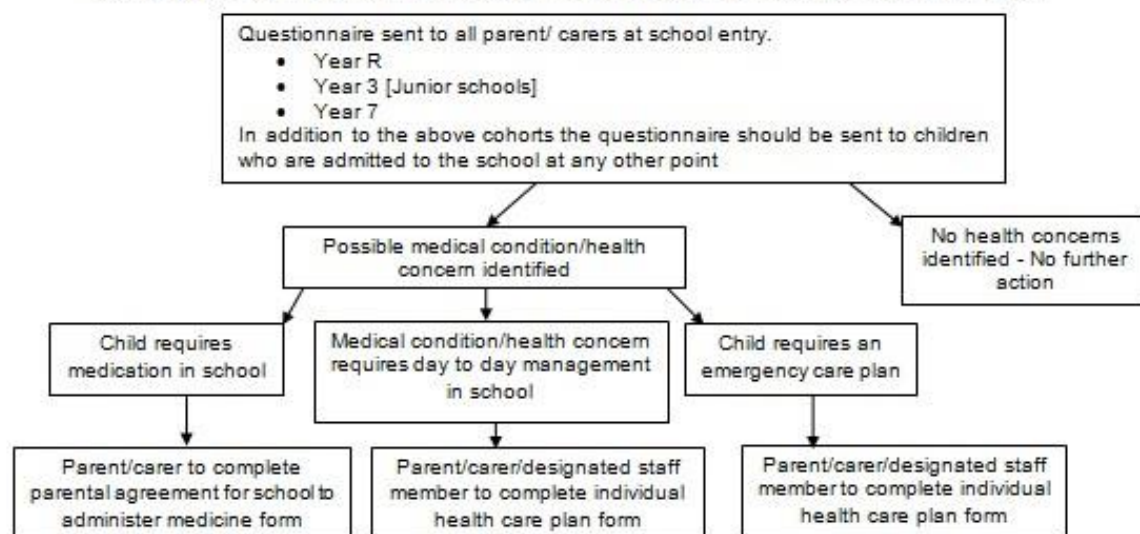 Questionnaire sent to all parent/ carers at school entry.
• Year R
• Year 3 [Junior schools]
• Year 7
In addition to the above cohorts the questionnaire should be sent to children
who are admitted to the school at any other point
Possible medical condition/health
concern identified
No health concerns
identified - No further
action
Child requires
medication in school
Medical condition/health concern
requires day to day management
in school
Child requires an
emergency care plan
Parent/carer to complete
parental agreement for school to
administer medicine form
Parent/carer/designated staff
member to complete individual
health care plan form
Parent/carer/designated staff
member to complete individual
health care plan form